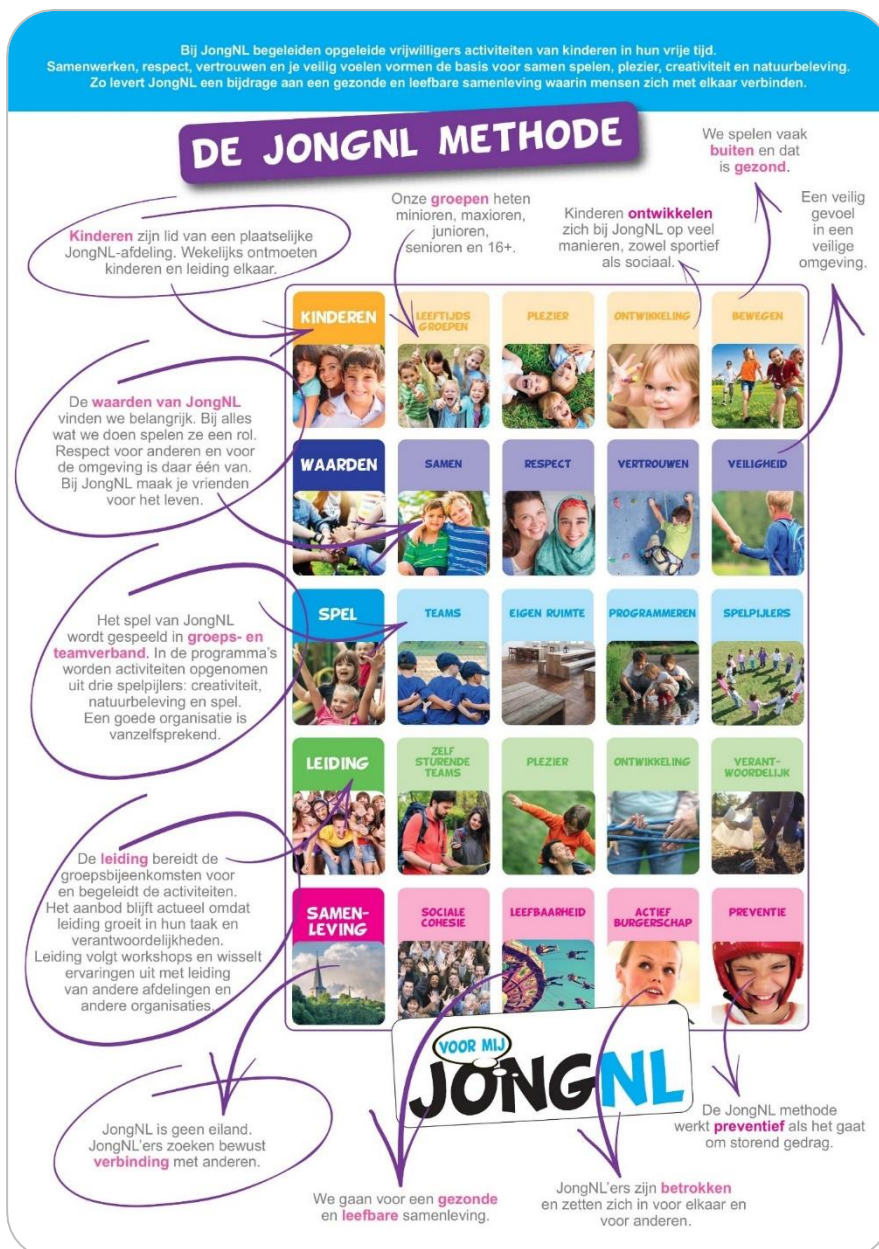 Bij JongNL begeleiden opgeleide vrijwilligers activiteiten van kinderen in hun vrije tijd.
Samenwerken, respect, vertrouwen en je veilig voelen vormen de basis voor samen spelen, plezier, creativiteit en natuurbeleving.
Zo levert JongNL een bijdrage aan een gezonde en leefbare samenleving waarin mensen zich met elkaar verbinden.
DE JONGNL METHODE
We spelen vaak
buiten en dat
is gezond.
Onze groepen heten
minioren, maxioren,
junioren,
senioren en 16+.
Kinderen ontwikkelen
zich bij JongNL op veel
manieren, zowel sportief
als sociaal.
Een veilig
gevoel
in een
veilige
omgeving.
Kinderen zijn lid van een plaatselijke
JongNL-afdeling. Wekelijks ontmoeten
kinderen en leiding elkaar.
KINDEREN
LEEFTIJDS
GROEPEN
PLEZIER
ONTWIKKELING
BEWEGEN
De waarden van JongNL
vinden we belangrijk. Bij alles
wat we doen spelen ze een rol.
Respect voor anderen en voor
de omgeving is daar één van.
Bij JongNL maak je vrienden
voor het leven.
WAARDEN
SAMEN
RESPECT
VERTROUWEN
VEILIGHEID
Het spel van JongNL
wordt gespeeld in groeps- en
teamverband. In de programma's
worden activiteiten opgenomen
uit drie spelpijlers: creativiteit,
natuurbeleving en spel.
Een goede organisatie is
vanzelfsprekend.
SPEL
TEAMS
EIGEN RUIMTE
PROGRAMMEREN
SPELPIJLERS
LEIDING
ZELF
STURENDE
TEAMS
PLEZIER
ONTWIKKELING
VERANT-
WOORDELIJK
De leiding bereidt de
groepsbijeenkomsten voor
en begeleidt de activiteiten.
Het aanbod blijft actueel omdat
leiding groeit in hun taak en
verantwoordelijkheden.
Leiding volgt workshops en wisselt
ervaringen uit met leiding
van andere afdelingen en
andere organisaties.
SAMEN-
LEVING
SOCIALE
COHESIE
LEEFBAARHEID
ACTIEF
BURGERSCHAP
PREVENTIE
VOOR MIJ
JONGNL
JongNL is geen eiland.
JongNL'ers zoeken bewust
verbinding met anderen.
We gaan voor een gezonde
en leefbare samenleving.
JongNL'ers zijn betrokken
en zetten zich in voor elkaar en
voor anderen.
De JongNL methode
werkt preventief als het gaat
om storend gedrag.